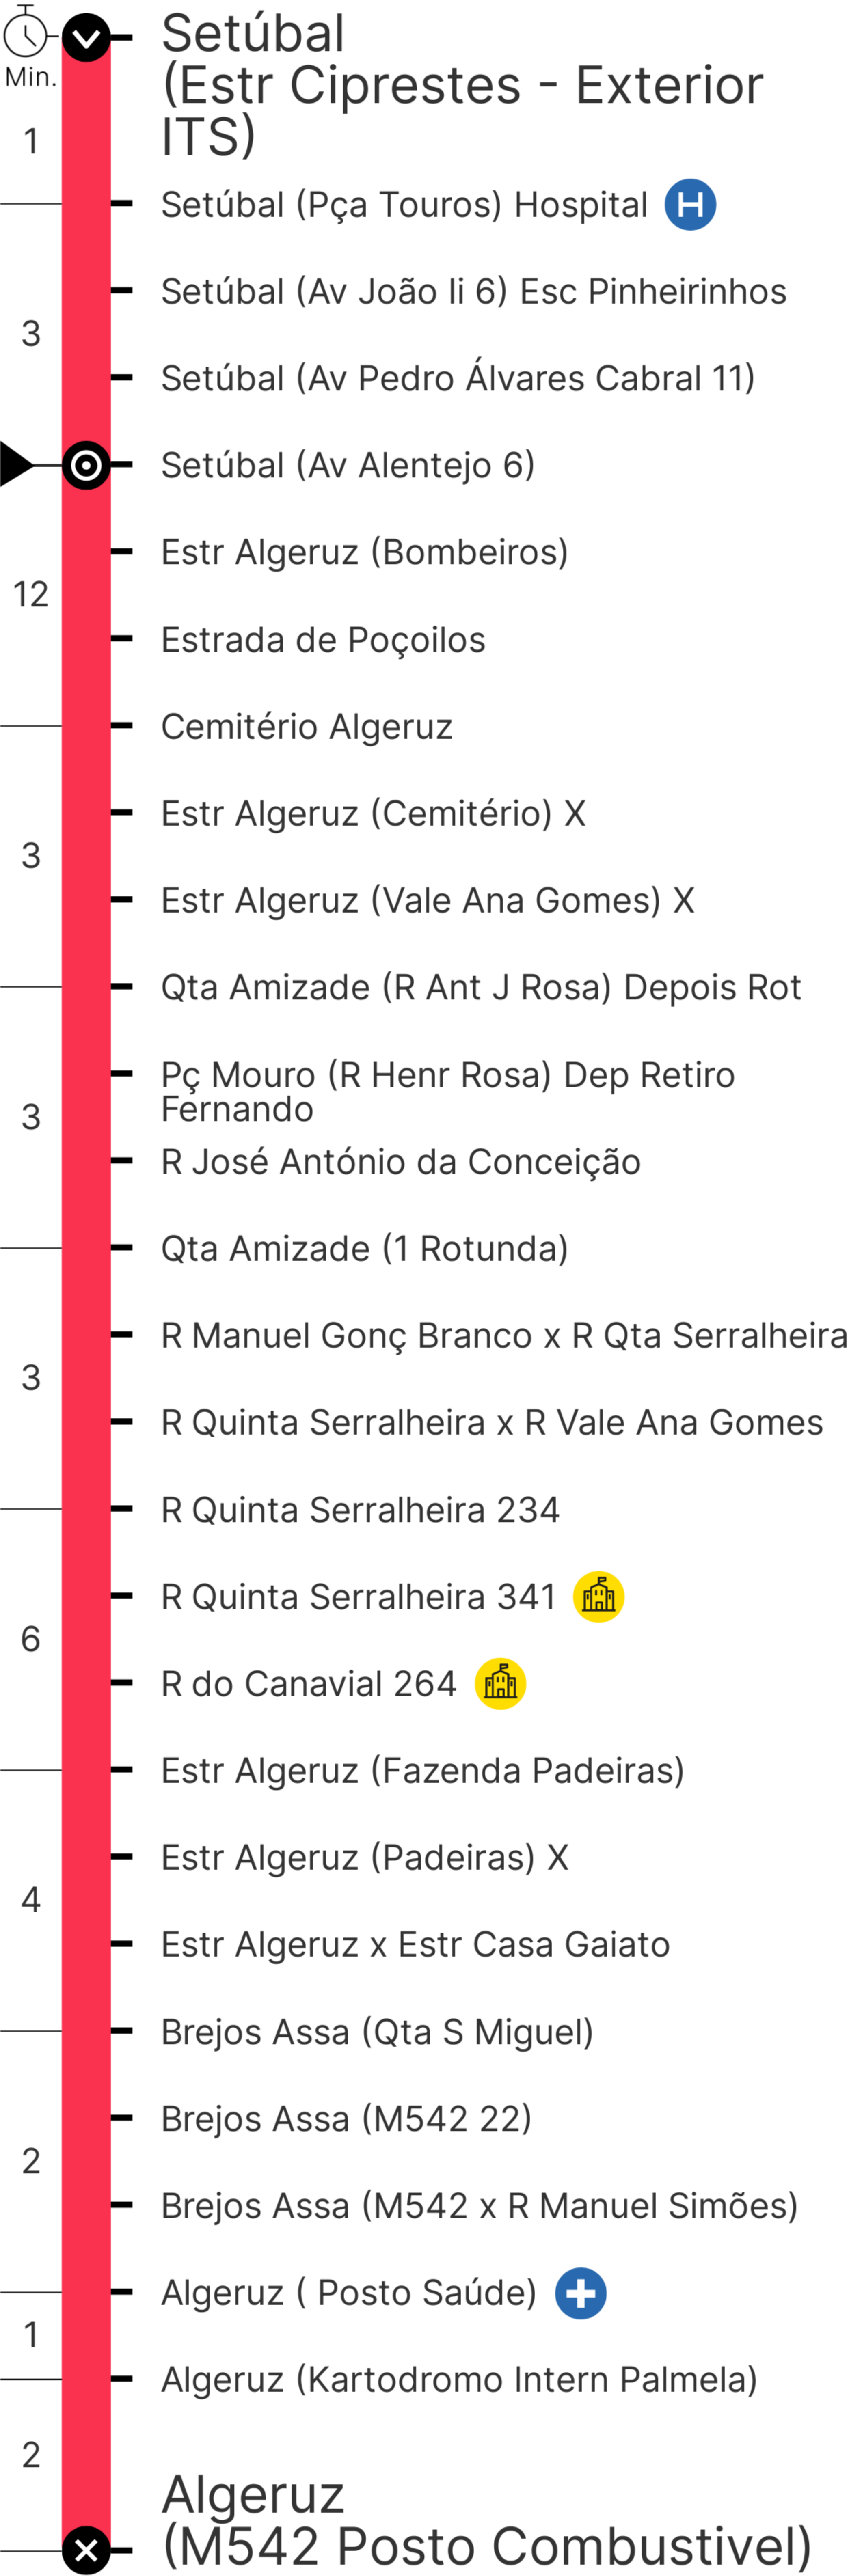 Setúbal
(Estr Ciprestes - Exterior
ITS)
Min.
1
Setúbal (Pça Touros) Hospital H
Setúbal (Av João Ii 6) Esc Pinheirinhos
3
Setúbal (Av Pedro Álvares Cabral 11)
Setúbal (Av Alentejo 6)
Estr Algeruz (Bombeiros)
12
Estrada de Poçoilos
Cemitério Algeruz
Estr Algeruz (Cemitério) X
3
Estr Algeruz (Vale Ana Gomes) X
Qta Amizade (R Ant J Rosa) Depois Rot
Pç Mouro (R Henr Rosa) Dep Retiro
Fernando
3
R José António da Conceição
Qta Amizade (1 Rotunda)
R Manuel Gonç Branco x R Qta Serralheira
3
R Quinta Serralheira x R Vale Ana Gomes
R Quinta Serralheira 234
R Quinta Serralheira 341
6
R do Canavial 264
Estr Algeruz (Fazenda Padeiras)
Estr Algeruz (Padeiras) X
4
Estr Algeruz x Estr Casa Gaiato
Brejos Assa (Qta S Miguel)
Brejos Assa (M542 22)
2
Brejos Assa (M542 x R Manuel Simões)
Algeruz ( Posto Saúde)
1
Algeruz (Kartodromo Intern Palmela)
2
Algeruz
(M542 Posto Combustivel)